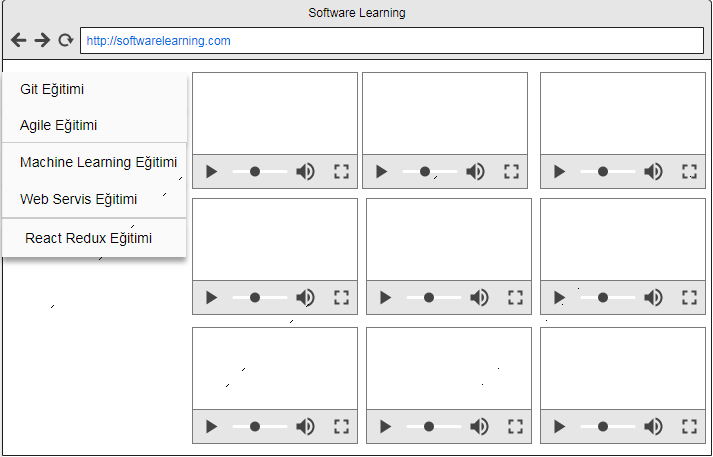 Software Learning
http://softwarelearning.com
Git Eğitimi
Agile Eğitimi
Machine Learning Eğitimi
Web Servis Eğitimi
React Redux Eğitimi